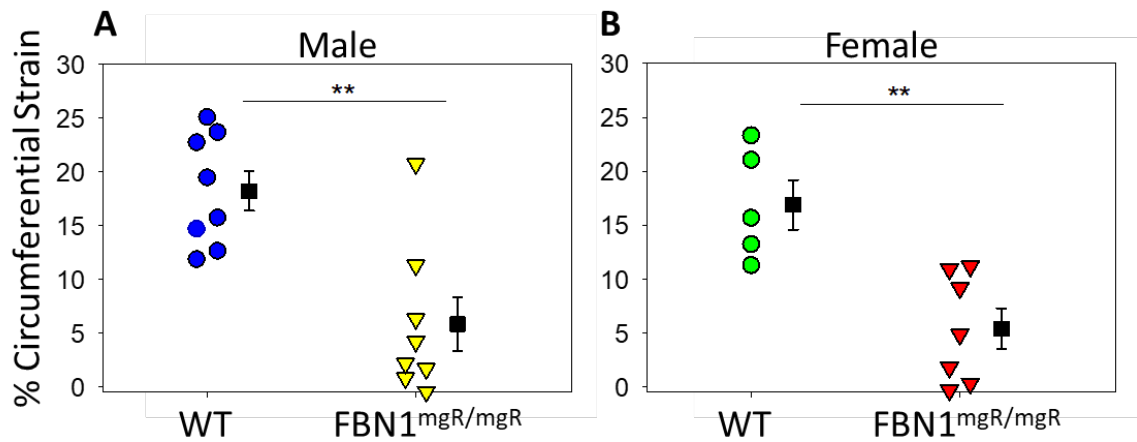 A
Male
% Circumferential Strain
30
25
20
15
10
5
0
**
WT
FBN1mgR/mgR
B
Female
30
25
20
15
10
5
0
**
WT
FBN1mgR/mgR